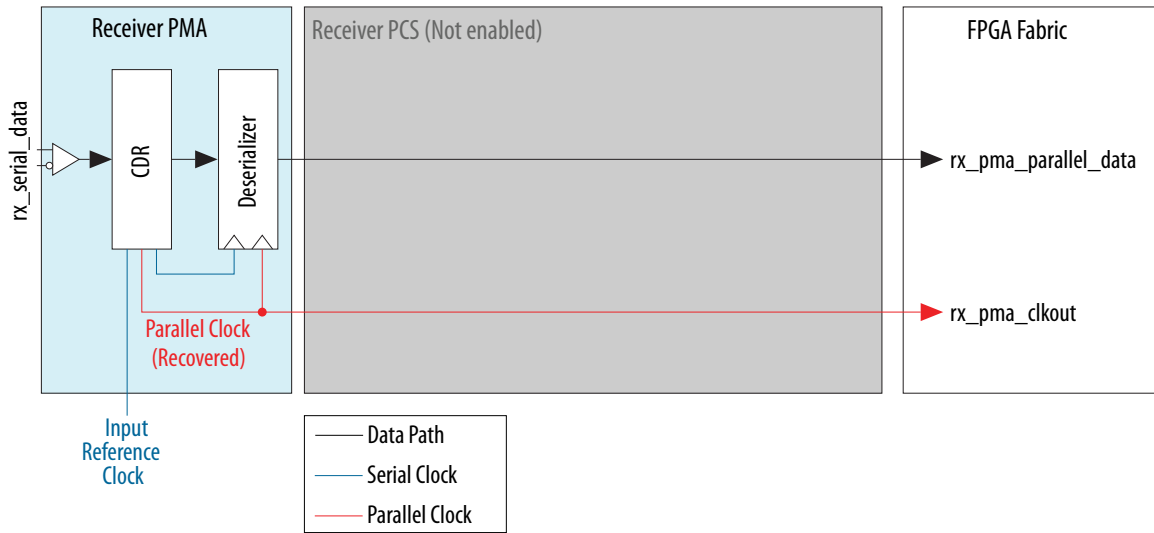 Receiver PMA
Receiver PCS (Not enabled)
FPGA Fabric
rx_serial_data
CDR
Deserializer
rx_pma_parallel_data
rx_pma_clkout
Parallel Clock
(Recovered)
Input
Reference
Clock
Data Path
Serial Clock
Parallel Clock